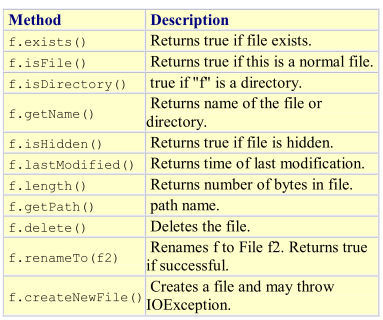 Method Description
f.exists() Returns true if file exists.
f.isFile() Returns true if this is a normal file.
f.isDirectory() true if "f" is a directory.
f.getName() Returns name of the file or
directory.
f.isHidden() Returns true if file is hidden.
f.lastModified() Returns time of last modification.
f.length() Returns number of bytes in file.
f.getPath() path name.
f.delete() Deletes the file.
f.renameTo(f2) Renames f to File f2. Returns true
if successful.
f.createNewFile() Creates a file and may throw
IOException.